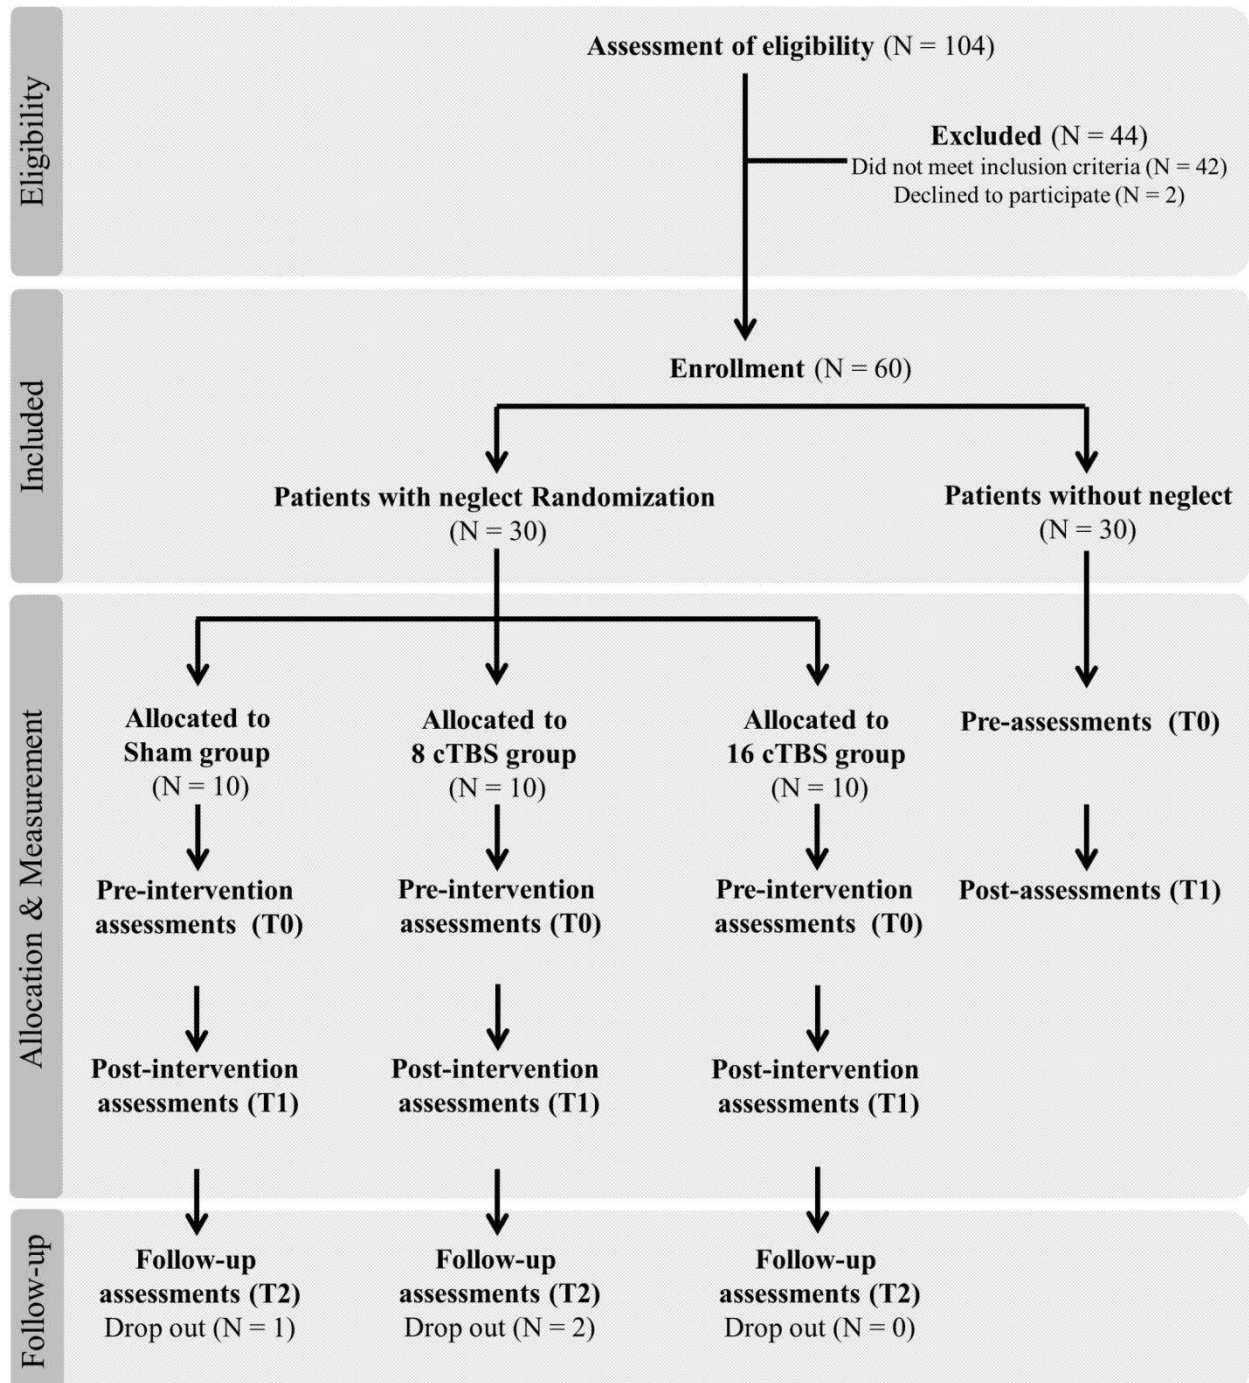 Eligibility
Assessment of eligibility (N = 104)
Excluded (N = 44)
Did not meet inclusion criteria (N = 42)
Declined to participate (N = 2)
Included
Enrollment (N = 60)
Patients with neglect Randomization
(N = 30)
Patients without neglect
(N = 30)
Allocation & Measurement
Allocated to
Sham group
(N = 10)
Allocated to
8 cTBS group
(N = 10)
Allocated to
16 cTBS group
(N = 10)
Pre-assessments (T0)
Pre-intervention
assessments (T0)
Pre-intervention
assessments (T0)
Pre-intervention
assessments (T0)
Post-assessments (T1)
Post-intervention
assessments (T1)
Post-intervention
assessments (T1)
Post-intervention
assessments (T1)
Follow-up
Follow-up
assessments (T2)
Drop out (N = 1)
Follow-up
assessments (T2)
Drop out (N = 2)
Follow-up
assessments (T2)
Drop out (N = 0)